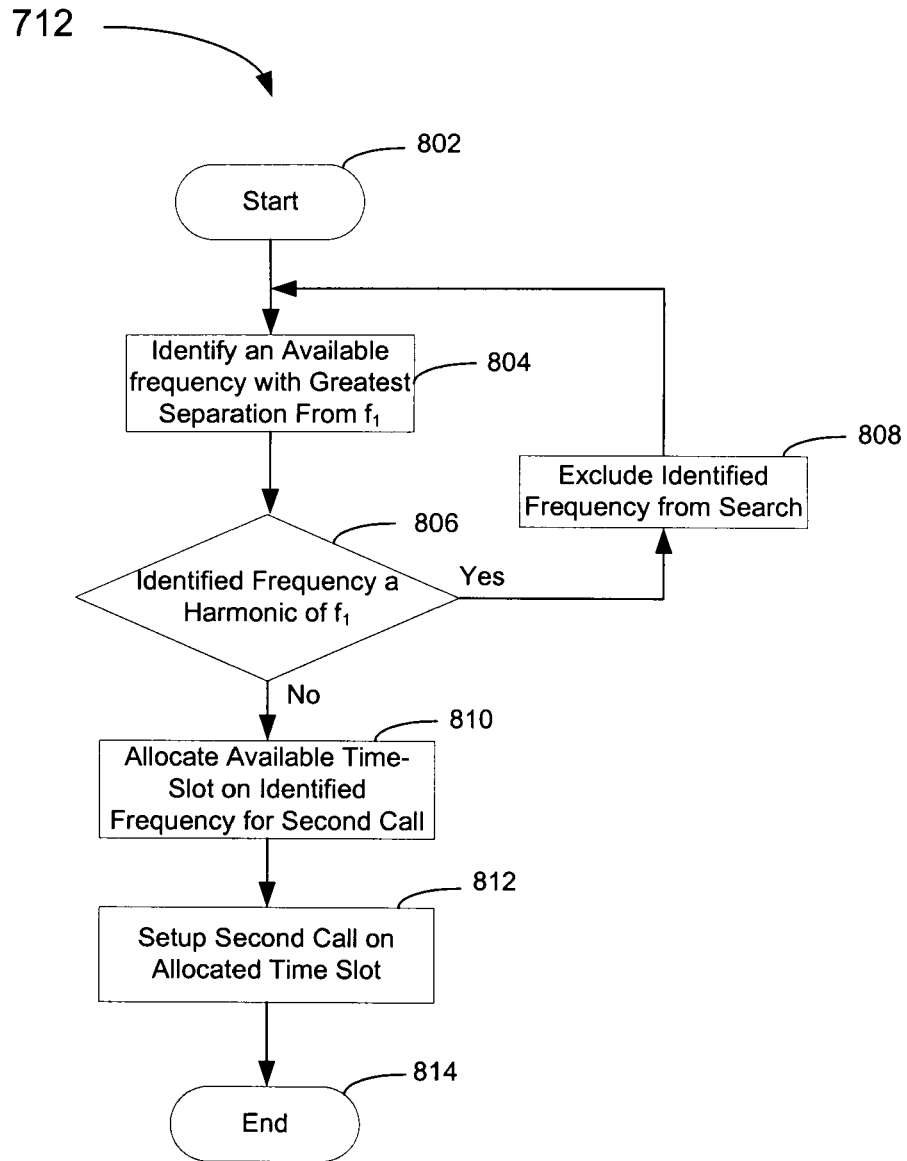 712
802
Start
Identify an Available
frequency with Greatest
Separation From f₁
804
808
Exclude Identified
Frequency from Search
806
Identified Frequency a
Harmonic of f₁
Yes
No
810
Allocate Available Time-
Slot on Identified
Frequency for Second Call
812
Setup Second Call on
Allocated Time Slot
814
End